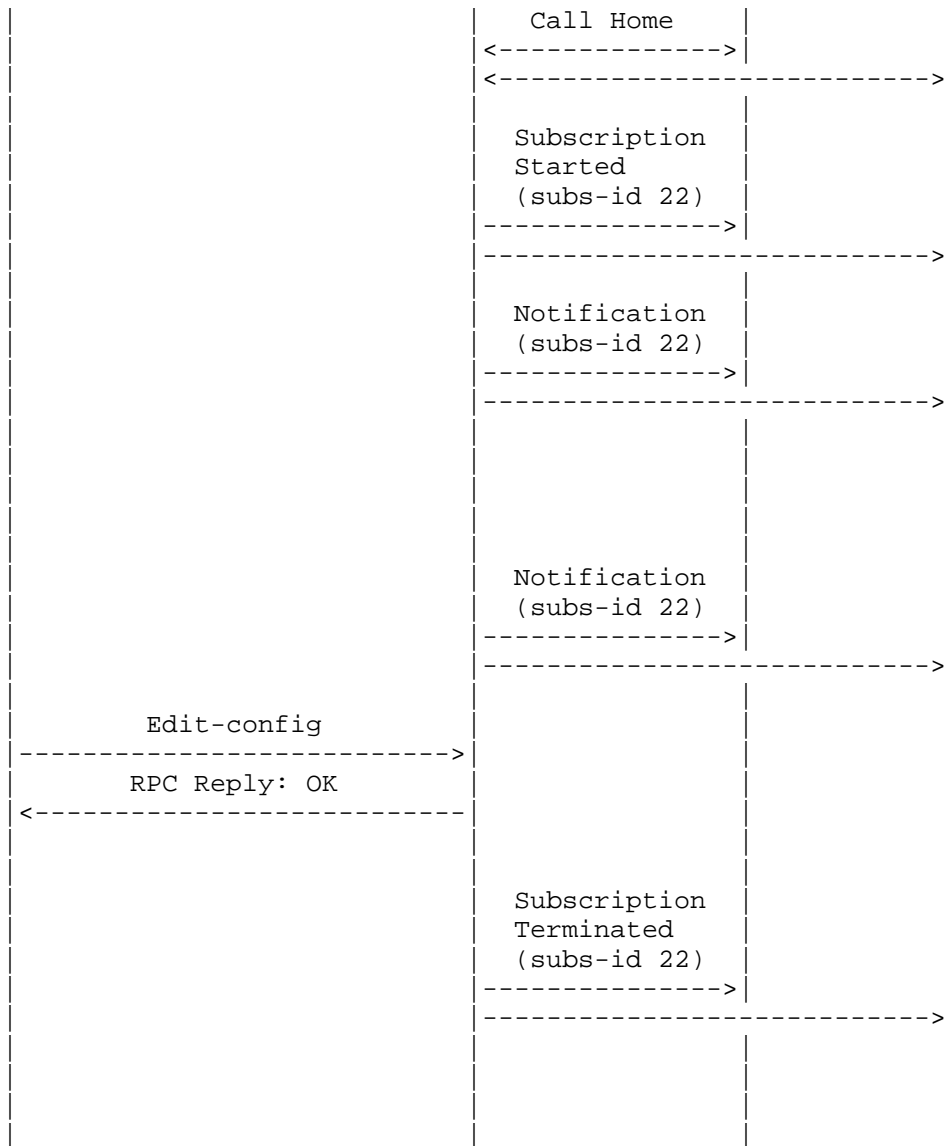 Call Home
Subscription
Started
(subs-id 22)
Notification
(subs-id 22)
Notification
(subs-id 22)
Edit-config
RPC Reply: OK
Subscription
Terminated
(subs-id 22)